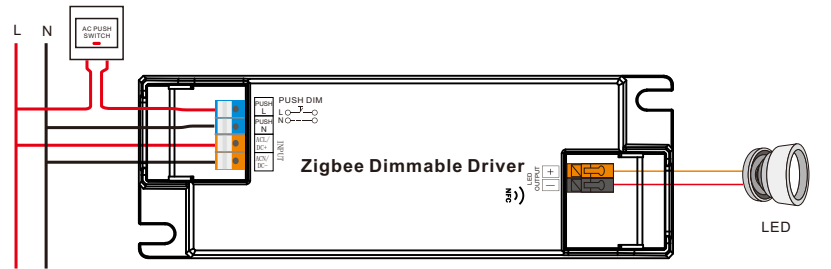 L
N
AC PUSH
SWITCH
PUSH
L
PUSH
N
ACL/
DC+
ACN/
DC-
PUSH DIM
L
N
INPUT
Zigbee Dimmable Driver
NFC
LED
OUTPUT
+
—
LED